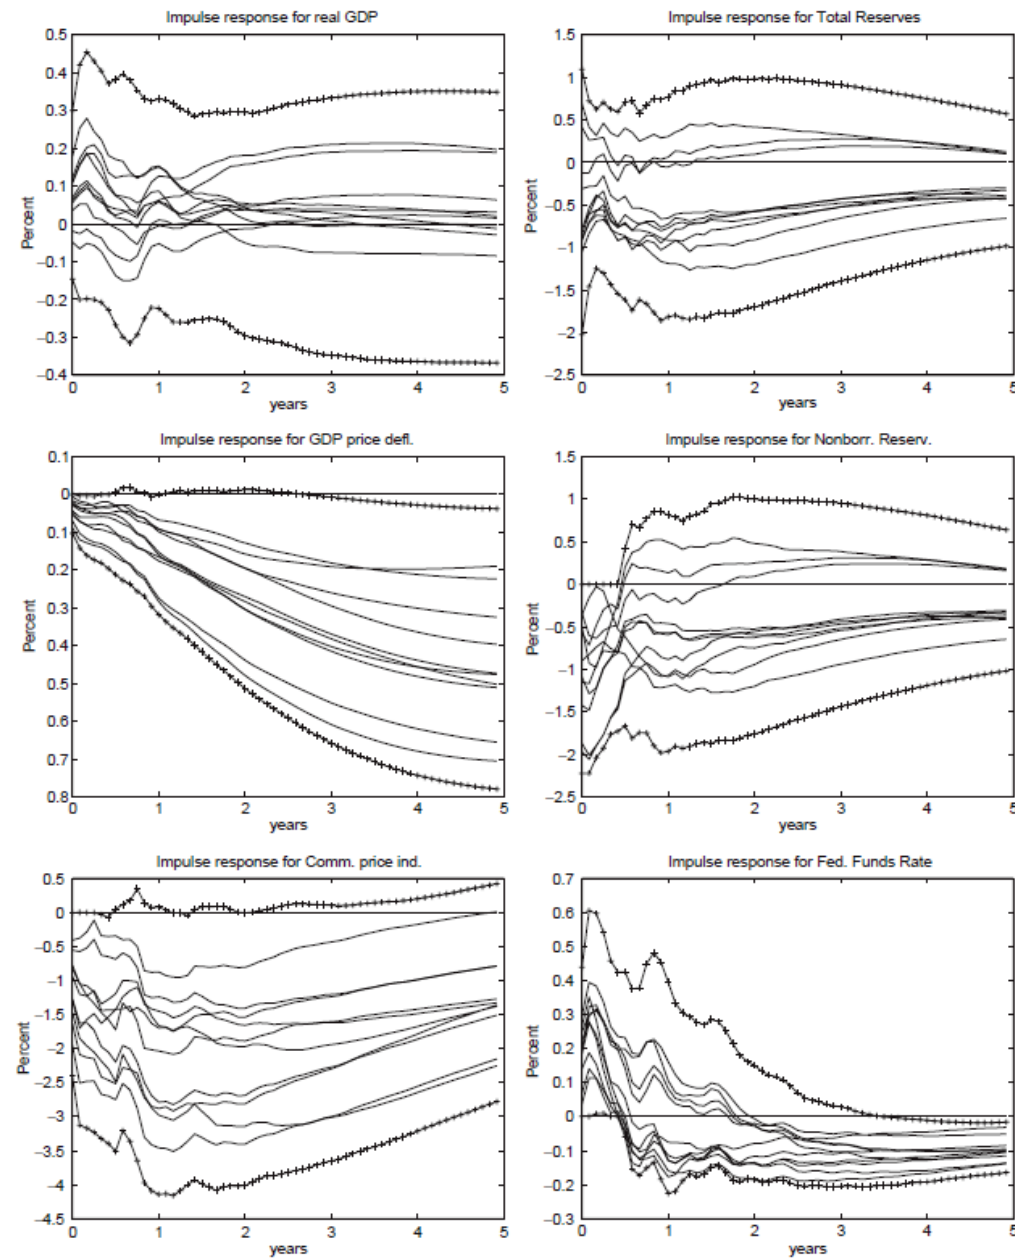 Impulse response for real GDP
0.5
0.4
0.3
0.2
0.1
0
–0.1
–0.2
–0.3
–0.4
Percent
0 1 2 3 4 5
years
Impulse response for Total Reserves
1.5
1
0.5
0
–0.5
–1
–1.5
–2
–2.5
Percent
0 1 2 3 4 5
years
Impulse response for GDP price defl.
0.1
0
0.1
0.2
0.3
0.4
0.5
0.6
0.7
0.8
Percent
0 1 2 3 4 5
years
Impulse response for Nonborr. Reserv.
1.5
1
0.5
0
–0.5
–1
–1.5
–2
–2.5
Percent
0 1 2 3 4 5
years
Impulse response for Comm. price ind.
0.5
0
–0.5
–1
–1.5
–2
–2.5
–3
–3.5
–4
–4.5
Percent
0 1 2 3 4 5
years
Impulse response for Fed. Funds Rate
0.7
0.6
0.5
0.4
0.3
0.2
0.1
0
–0.1
–0.2
–0.3
Percent
0 1 2 3 4 5
years